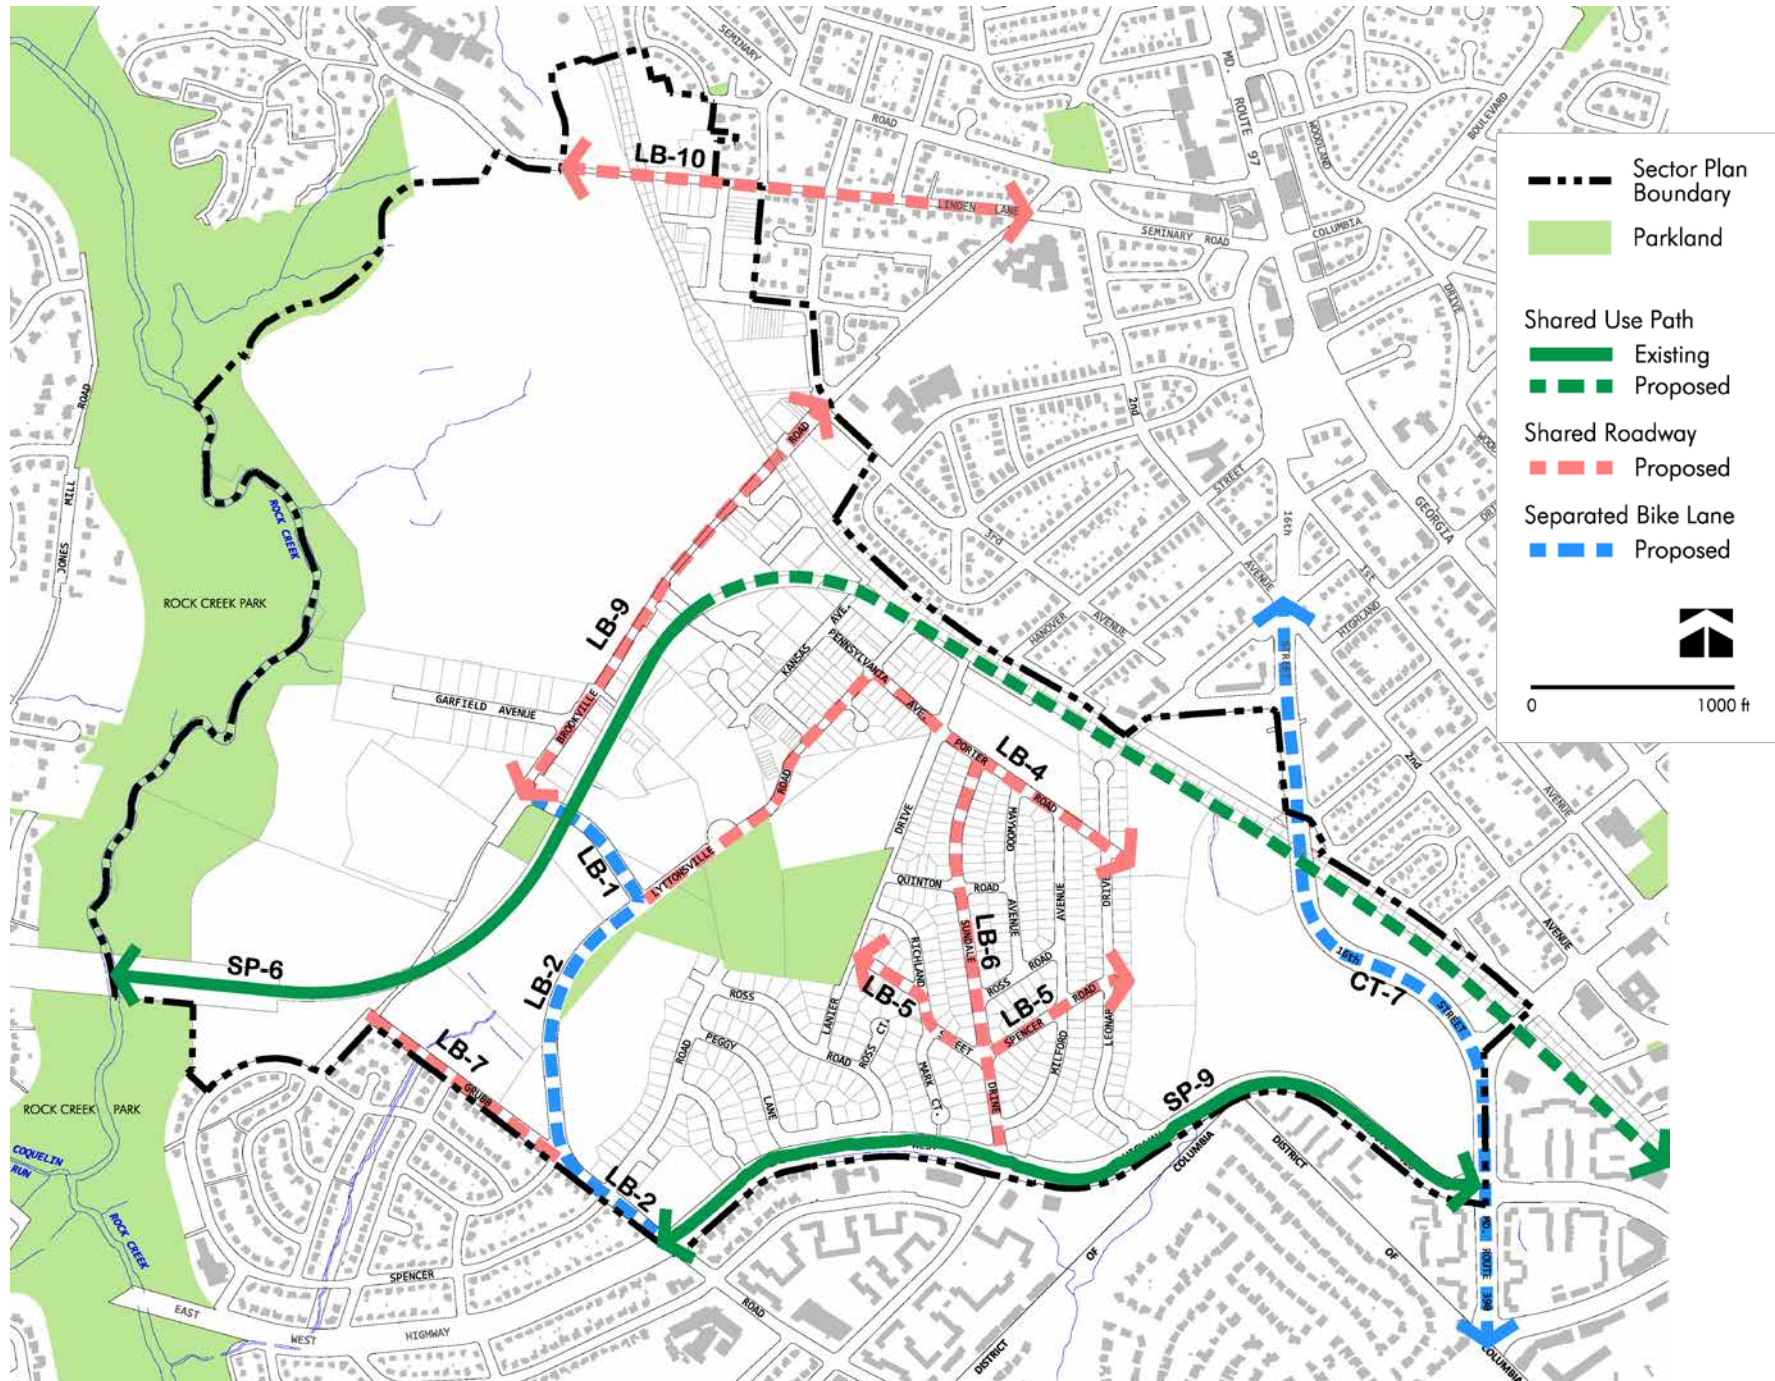 SEMINARY
ROAD
MD.
ROUTE
97
WOODLAND
BOULEVARD
LB-10
LINDEN LANE
SEMINARY ROAD
COLUMBIA
DRIVE
Sector Plan
Boundary
Parkland
Shared Use Path
Existing
Proposed
Shared Roadway
Proposed
Separated Bike Lane
Proposed
0
1000 ft
ROAD
MILL
JONES
ROCK CREEK
ROCK CREEK PARK
ROAD
2nd
STREET
GEORGIA
16th
3rd
AVENUE
1st
HIGHLAND
HANOVER
AVENUE
STREET
2nd
AVENUE
AVENUE
LB-9
BROOKVILLE
GARFIELD AVENUE
KANSAS
AVE.
PENNSYLVANIA
AVE.
PORTER
LB-4
ROAD
ROAD
DRIVE
MAYWOOD
AVENUE
LB-1
LYTTONSVILLE
QUINTON
ROAD
AVENUE
DRIVE
SP-6
LB-2
RICHLAND
SUNDALE
LB-6
ROAD
ROSS
LB-5
LB-5
ROAD
SPENCER
MILFORD
ROSS
LANIER
ROAD
PEGGY
LANE
ROAD
ROSS
CT.
MARK
CT.
DRINE
16th
CT-7
STREET
LB-7
GRUBB
LB-2
SP-9
COLUMBIA
OF
DISTRICT
DISTRICT
OF
COLUMBIA
MD.
ROUTE
390
ROCK CREEK PARK
COQUELIN
RUN
ROCK CREEK
SPENCER
EAST
WEST
HIGHWAY
ROAD